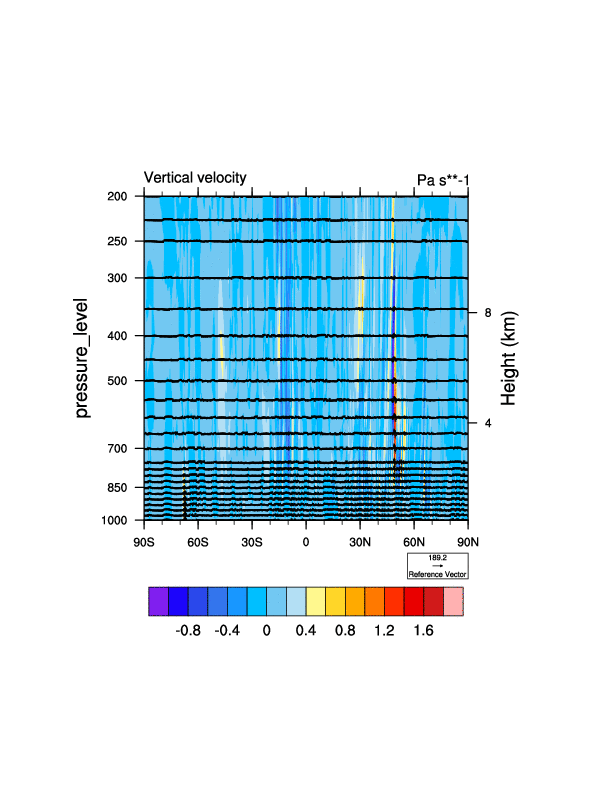 Vertical velocity
Pa s**-1
200
250
300
400
500
700
850
1000
pressure_level
8
4
Height (km)
90S 60S 30S 0 30N 60N 90N
189.2
Reference Vector
-0.8 -0.4 0 0.4 0.8 1.2 1.6